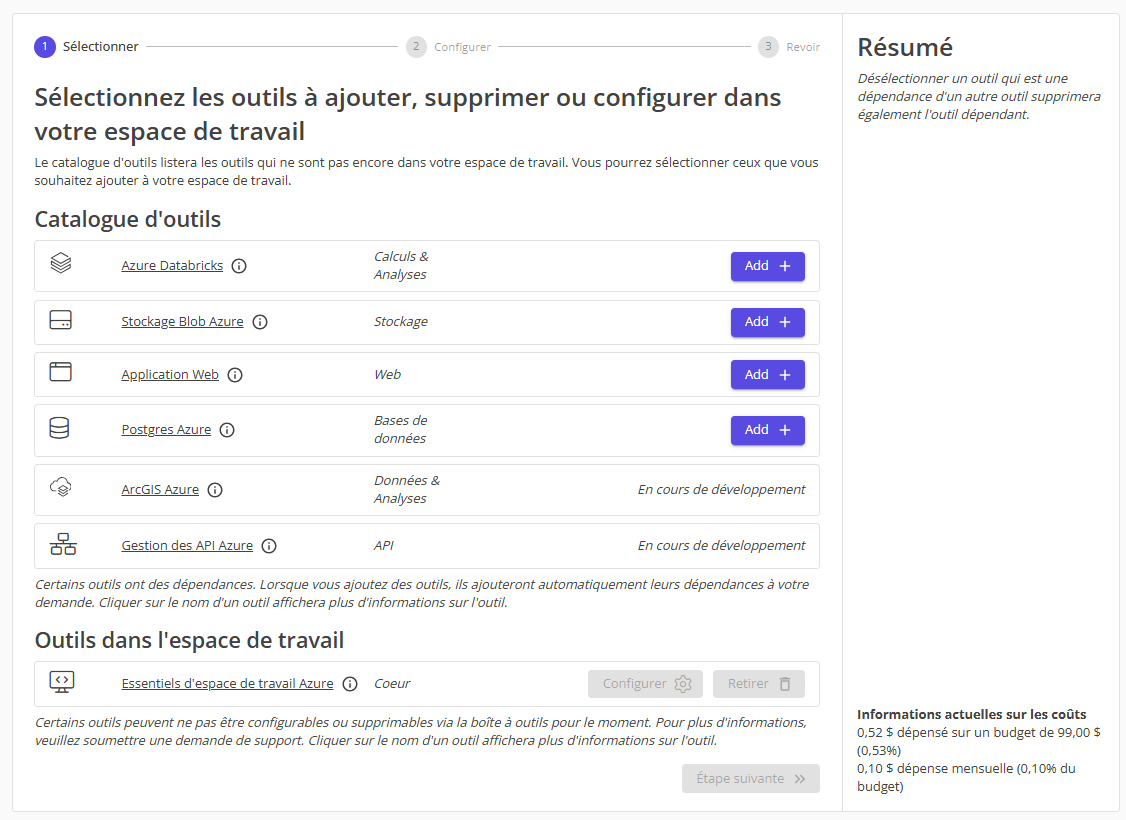 1 Sélectionner
2 Configurer
3 Revoir
Sélectionnez les outils à ajouter, supprimer ou configurer dans
votre espace de travail
Le catalogue d'outils listera les outils qui ne sont pas encore dans votre espace de travail. Vous pourrez sélectionner ceux que vous
souhaitez ajouter à votre espace de travail.
Catalogue d'outils
Azure Databricks
Calculs &
Analyses
Add
Stockage Blob Azure
Stockage
Add
Application Web
Web
Add
Postgres Azure
Bases de
données
Add
ArcGIS Azure
Données &
Analyses
En cours de développement
Gestion des API Azure
API
En cours de développement
Certains outils ont des dépendances. Lorsque vous ajoutez des outils, ils ajouteront automatiquement leurs dépendances à votre
demande. Cliquer sur le nom d'un outil affichera plus d'informations sur l'outil.
Outils dans l'espace de travail
Essentiels d'espace de travail Azure
Coeur
Configurer
Retirer
Certains outils peuvent ne pas être configurables ou supprimables via la boîte à outils pour le moment. Pour plus d'informations,
veuillez soumettre une demande de support. Cliquer sur le nom d'un outil affichera plus d'informations sur l'outil.
Étape suivante
Résumé
Désélectionner un outil qui est une
dépendance d'un autre outil supprimera
également l'outil dépendant.
Informations actuelles sur les coûts
0,52 $ dépensé sur un budget de 99,00 $
(0,53%)
0,10 $ dépense mensuelle (0,10% du
budget)